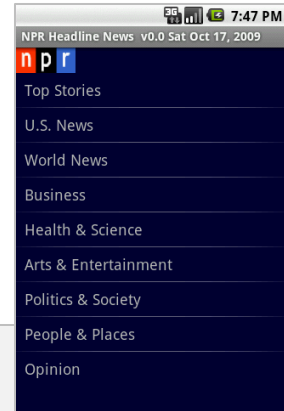 3G 7:47 PM
NPR Headline News v0.0 Sat Oct 17, 2009
n p r
Top Stories
U.S. News
World News
Business
Health & Science
Arts & Entertainment
Politics & Society
People & Places
Opinion